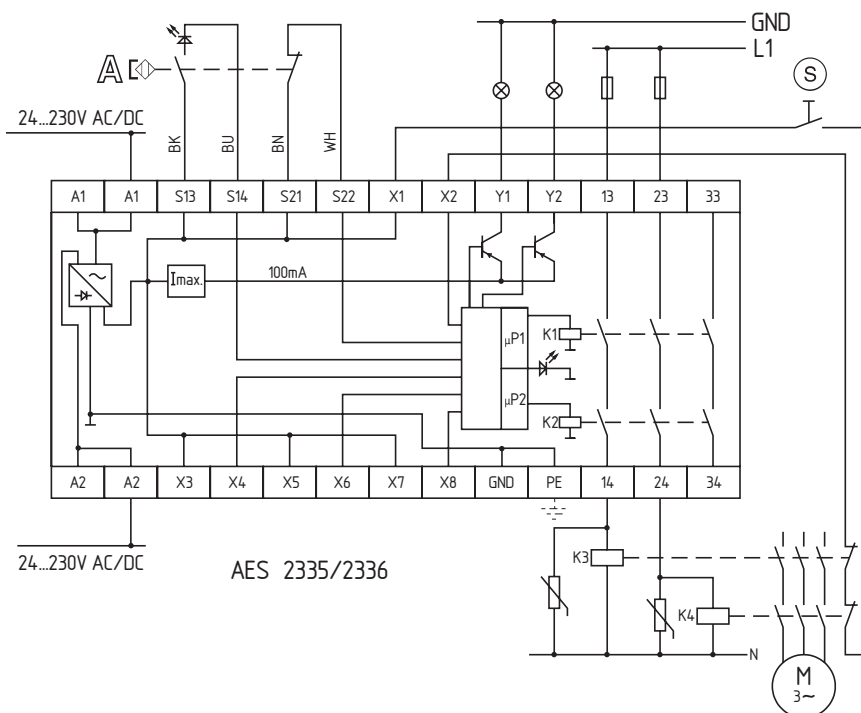 GND
L1
S
A
24...230V AC/DC
BK BU BN WH
A1 A1 S13 S14 S21 S22 X1 X2 Y1 Y2 13 23 33
Imax. 100mA
µP1 K1
µP2 K2
A2 A2 X3 X4 X5 X6 X7 X8 GND PE 14 24 34
24...230V AC/DC
AES 2335/2336
K3
K4
N
M
3~